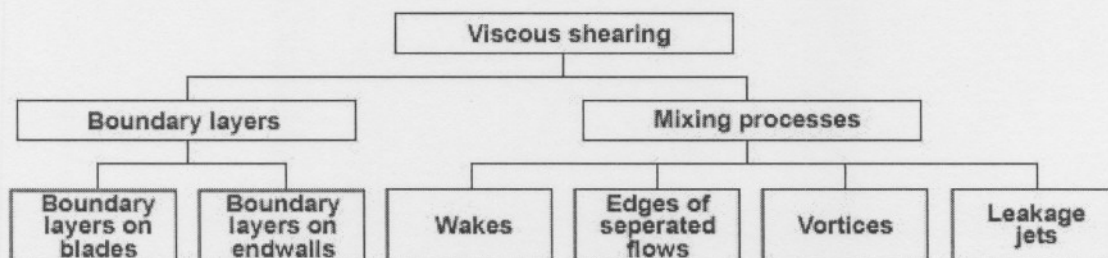 Viscous shearing
Boundary layers
Mixing processes
Boundary
layers on
blades
Boundary
layers on
endwalls
Wakes
Edges of
seperated
flows
Vortices
Leakage
jets